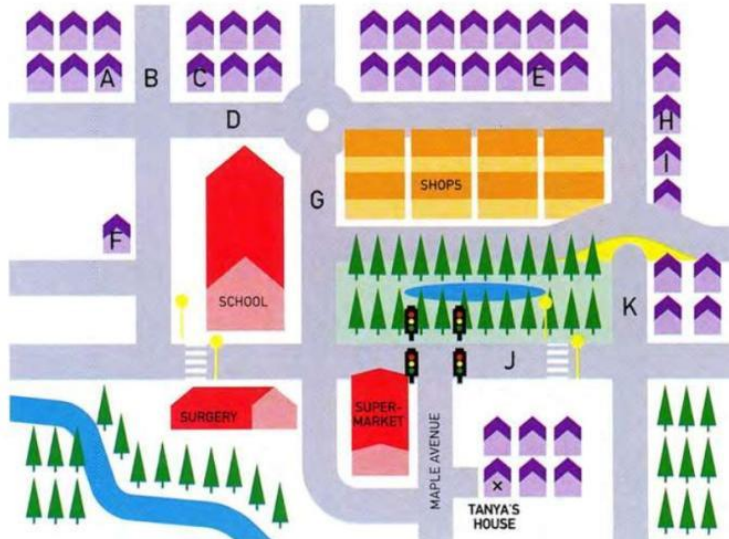 A
B
C
E
D
H
I
SHOPS
G
F
SCHOOL
K
J
SURGERY
SUPER-
MARKET
MAPLE AVENUE
×
TANYA'S
HOUSE